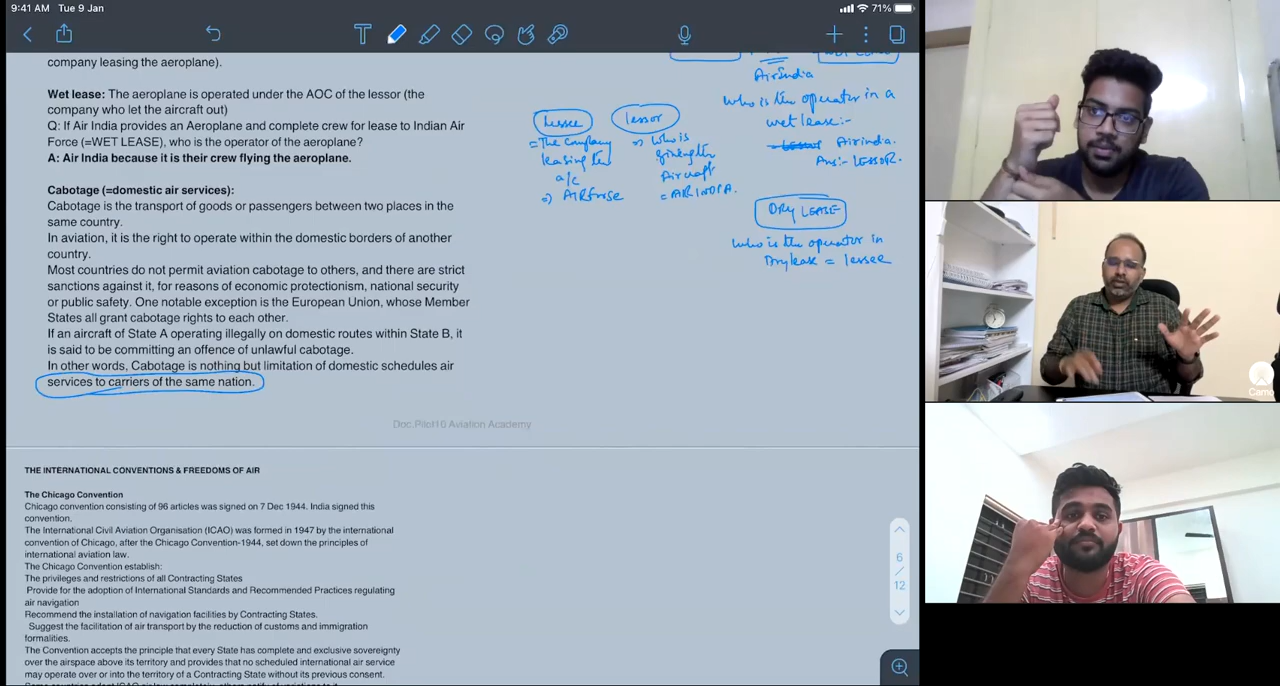 9:41 AM Tue 9 Jan
71%
company leasing the aeroplane).
Wet lease: The aeroplane is operated under the AOC of the lessor (the
company who let the aircraft out)
Q: If Air India provides an Aeroplane and complete crew for lease to Indian Air
Force (=WET LEASE), who is the operator of the aeroplane?
A: Air India because it is their crew flying the aeroplane.
Cabotage (=domestic air services):
Cabotage is the transport of goods or passengers between two places in the
same country.
In aviation, it is the right to operate within the domestic borders of another
country.
Most countries do not permit aviation cabotage to others, and there are strict
sanctions against it, for reasons of economic protectionism, national security
or public safety. One notable exception is the European Union, whose Member
States all grant cabotage rights to each other.
If an aircraft of State A operating illegally on domestic routes within State B, it
is said to be committing an offence of unlawful cabotage.
In other words, Cabotage is nothing but limitation of domestic schedules air
services to carriers of the same nation.
Lessee
= The company
leasing the
a/c
=> AIRforse
lessor
=> Who is
giving the
Aircraft
= AIR INDIA.
AirIndia
Who is the operator in a
wet lease:-
Airindia.
Ans:- LESSOR.
DRY LEASE
Who is the operator in
Dry lease = lessee
Doc.Pilot10 Aviation Academy
THE INTERNATIONAL CONVENTIONS & FREEDOMS OF AIR
The Chicago Convention
Chicago convention consisting of 96 articles was signed on 7 Dec 1944. India signed this
convention.
The International Civil Aviation Organisation (ICAO) was formed in 1947 by the international
convention of Chicago, after the Chicago Convention-1944, set down the principles of
international aviation law.
The Chicago Convention establish:
The privileges and restrictions of all Contracting States
Provide for the adoption of International Standards and Recommended Practices regulating
air navigation
Recommend the installation of navigation facilities by Contracting States.
Suggest the facilitation of air transport by the reduction of customs and immigration
formalities.
The Convention accepts the principle that every State has complete and exclusive sovereignty
over the airspace above its territory and provides that no scheduled international air service
may operate over or into the territory of a Contracting State without its previous consent.
6
/
12
Camo